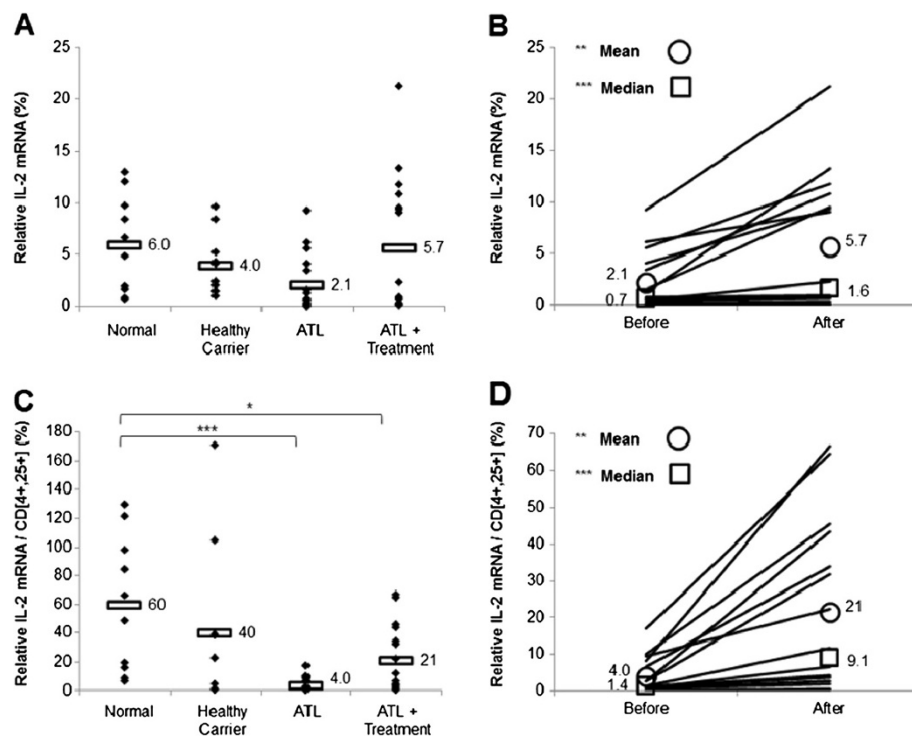 A
Relative IL-2 mRNA (%)
25
20
15
10
5
0
6.0
4.0
2.1
5.7
Normal
Healthy
Carrier
ATL
ATL +
Treatment
B
Relative IL-2 mRNA (%)
25
20
15
10
5
0
** Mean
*** Median
2.1
0.7
5.7
1.6
Before
After
C
Relative IL-2 mRNA / CD[4+,25+] (%)
180
160
140
120
100
80
60
40
20
0
*
***
60
40
4.0
21
Normal
Healthy
Carrier
ATL
ATL +
Treatment
D
Relative IL-2 mRNA / CD[4+,25+] (%)
70
60
50
40
30
20
10
0
** Mean
*** Median
4.0
1.4
21
9.1
Before
After